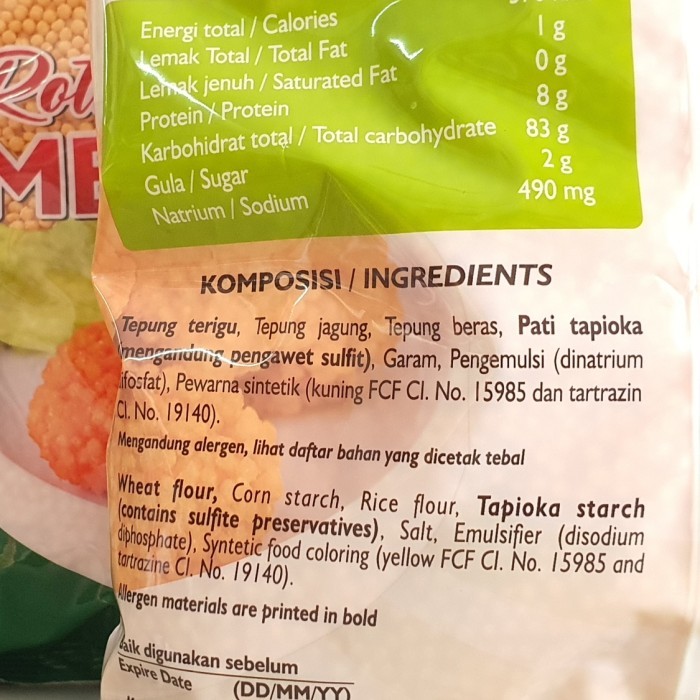 Energi total / Calories
Lemak Total / Total Fat 1 g
Lemak jenuh / Saturated Fat 0 g
Protein / Protein 8 g
Karbohidrat total / Total carbohydrate 83 g
Gula / Sugar 2 g
Natrium / Sodium 490 mg
KOMPOSISI / INGREDIENTS
Tepung terigu, Tepung jagung, Tepung beras, Pati tapioka
(mengandung pengawet sulfit), Garam, Pengemulsi (dinatrium
difosfat), Pewarna sintetik (kuning FCF CI. No. 15985 dan tartrazin
CI. No. 19140).
Mengandung alergen, lihat daftar bahan yang dicetak tebal
Wheat flour, Corn starch, Rice flour, Tapioka starch
(contains sulfite preservatives), Salt, Emulsifier (disodium
diphosphate), Syntetic food coloring (yellow FCF CI. No. 15985 and
tartrazine CI. No. 19140).
Allergen materials are printed in bold
Baik digunakan sebelum
Expire Date (DD/MM/YY)